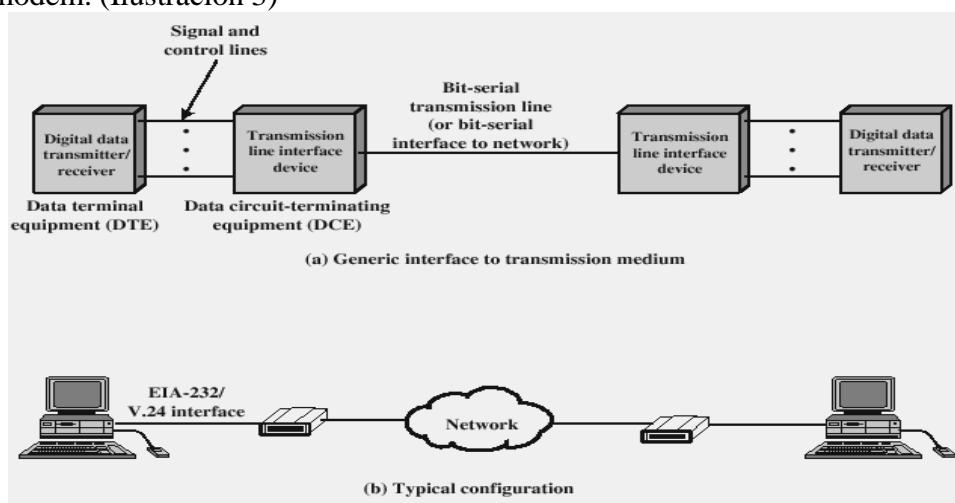 modem. (Ilustración 3)
Signal and
control lines
Bit-serial
transmission line
(or bit-serial
interface to network)
Digital data
transmitter/
receiver
Transmission
line interface
device
Transmission
line interface
device
Digital data
transmitter/
receiver
Data terminal
equipment (DTE)
Data circuit-terminating
equipment (DCE)
(a) Generic interface to transmission medium
EIA-232/
V.24 interface
Network
(b) Typical configuration